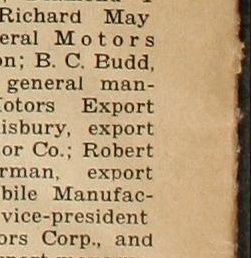 Richard May
eral Motors
on; B. C. Budd,
general man-
Motors Export
isbury, export
or Co.; Robert
rman, export
bile Manufac-
vice-president
ors Corp., and